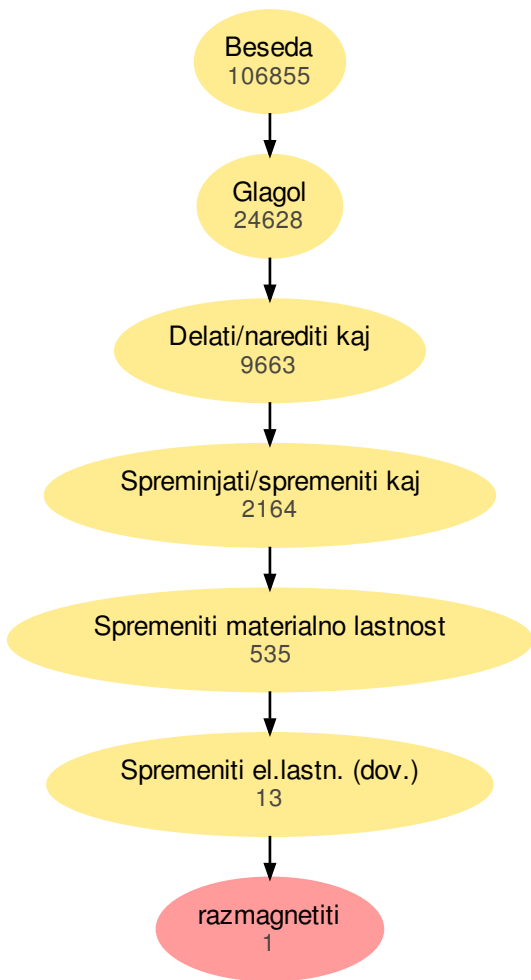 Beseda
106855
Glagol
24628
Delati/narediti kaj
9663
Spreminjati/spremeniti kaj
2164
Spremeniti materialno lastnost
535
Spremeniti el.lastn. (dov.)
13
razmagnetiti
1